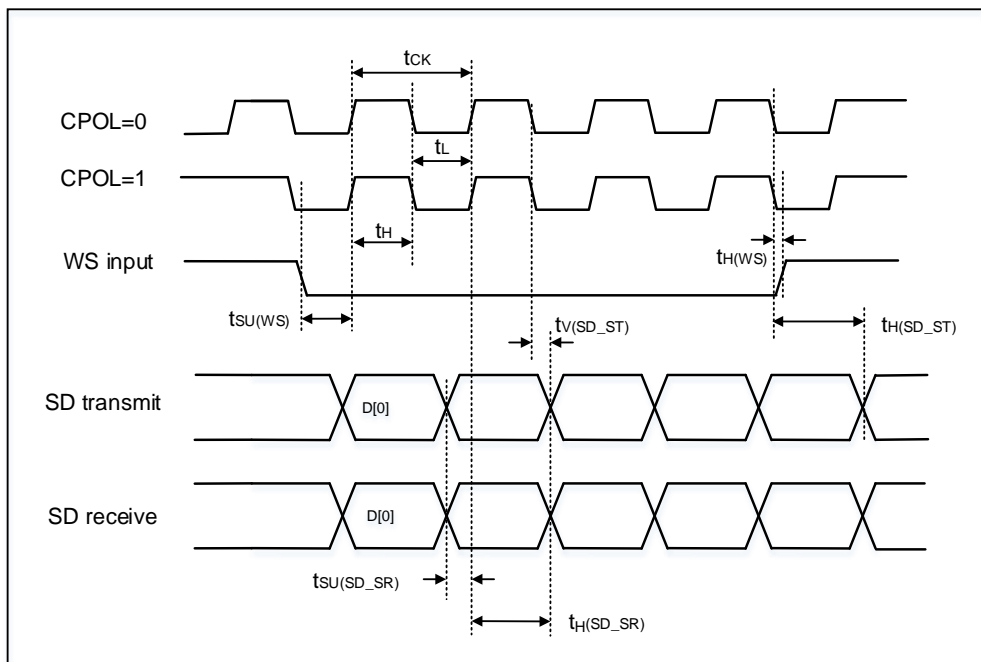 tCK
CPOL=0
tL
CPOL=1
tH
WS input
tH(WS)
tSU(WS)
tV(SD_ST)
tH(SD_ST)
SD transmit
D[0]
SD receive
D[0]
tSU(SD_SR)
tH(SD_SR)